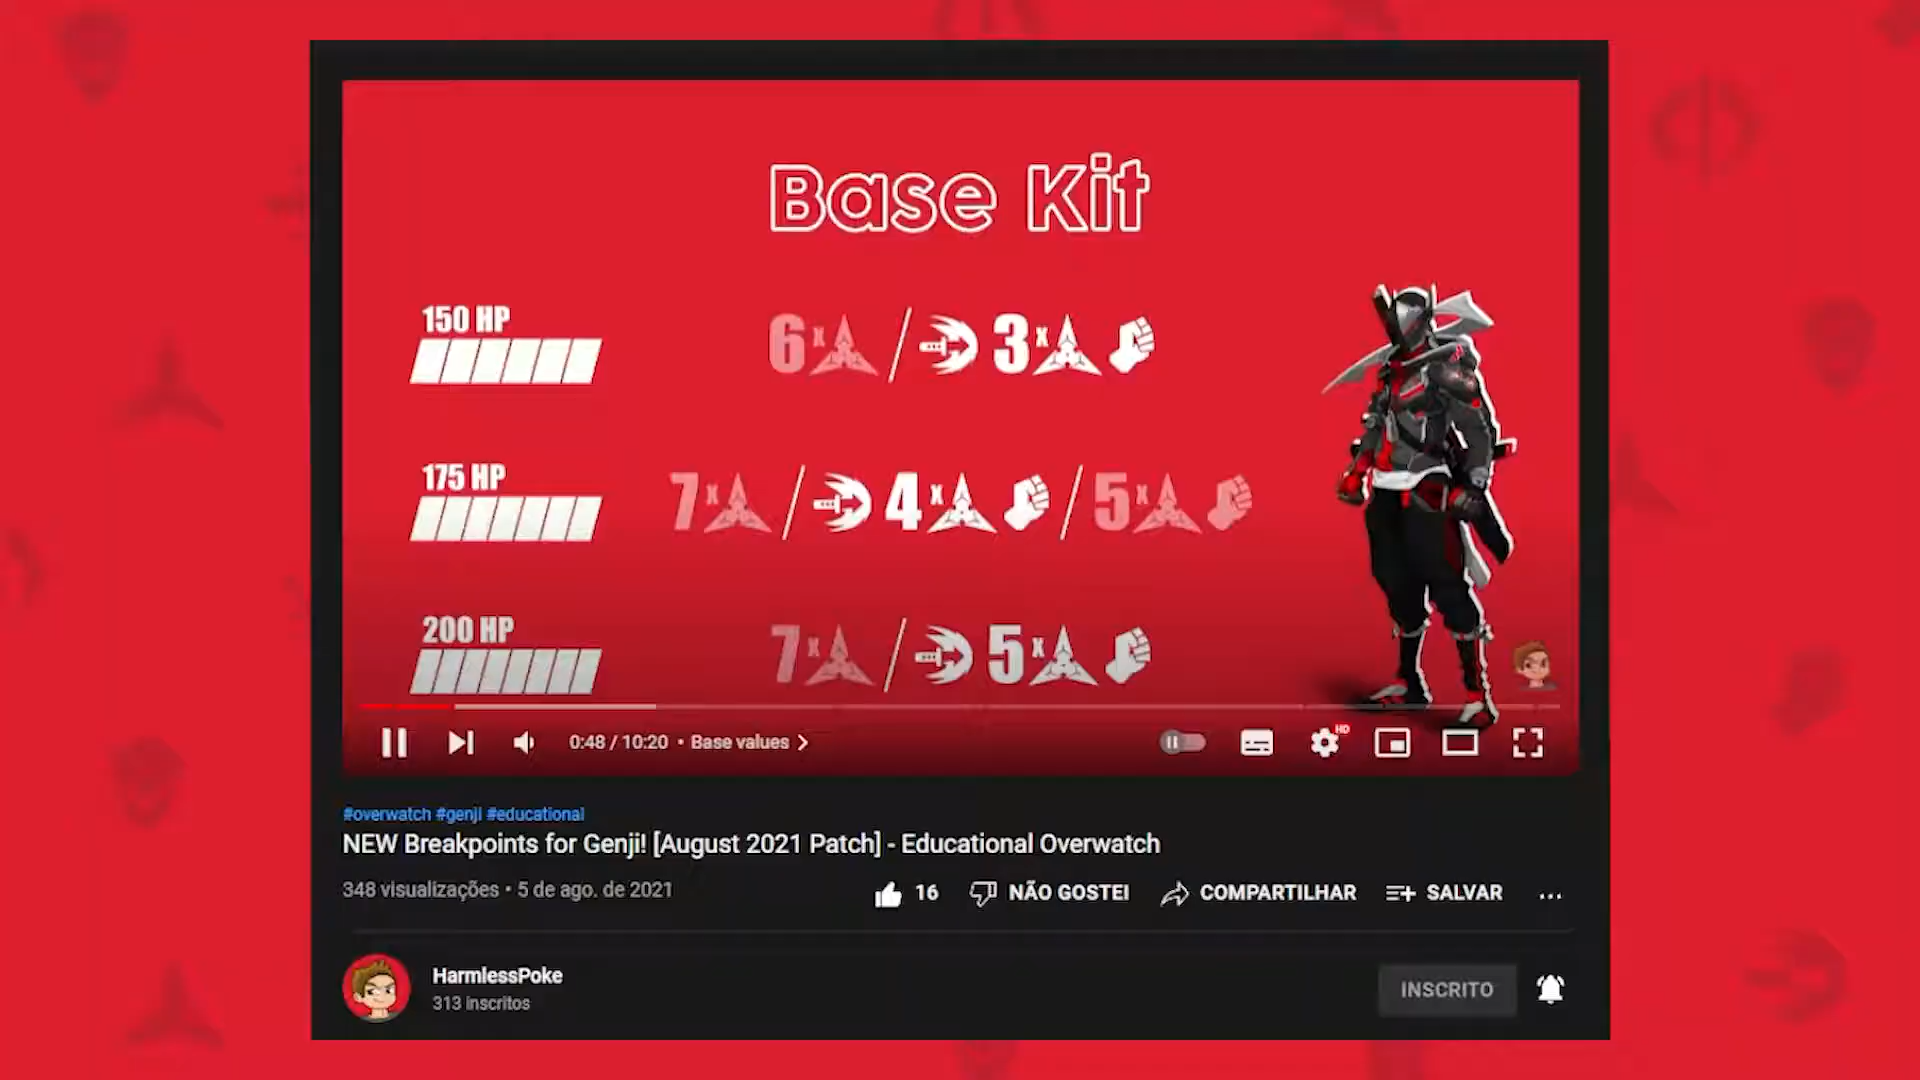 Base Kit
150 HP
6x / 3x
175 HP
7x / 4x / 5x
200 HP
7x / 5x
0:48 / 10:20 • Base values
HD
#overwatch #genji #educational
NEW Breakpoints for Genji! [August 2021 Patch] - Educational Overwatch
348 visualizações • 5 de ago. de 2021
16 NÃO GOSTEI COMPARTILHAR SALVAR ...
HarmlessPoke
313 inscritos
INSCRITO